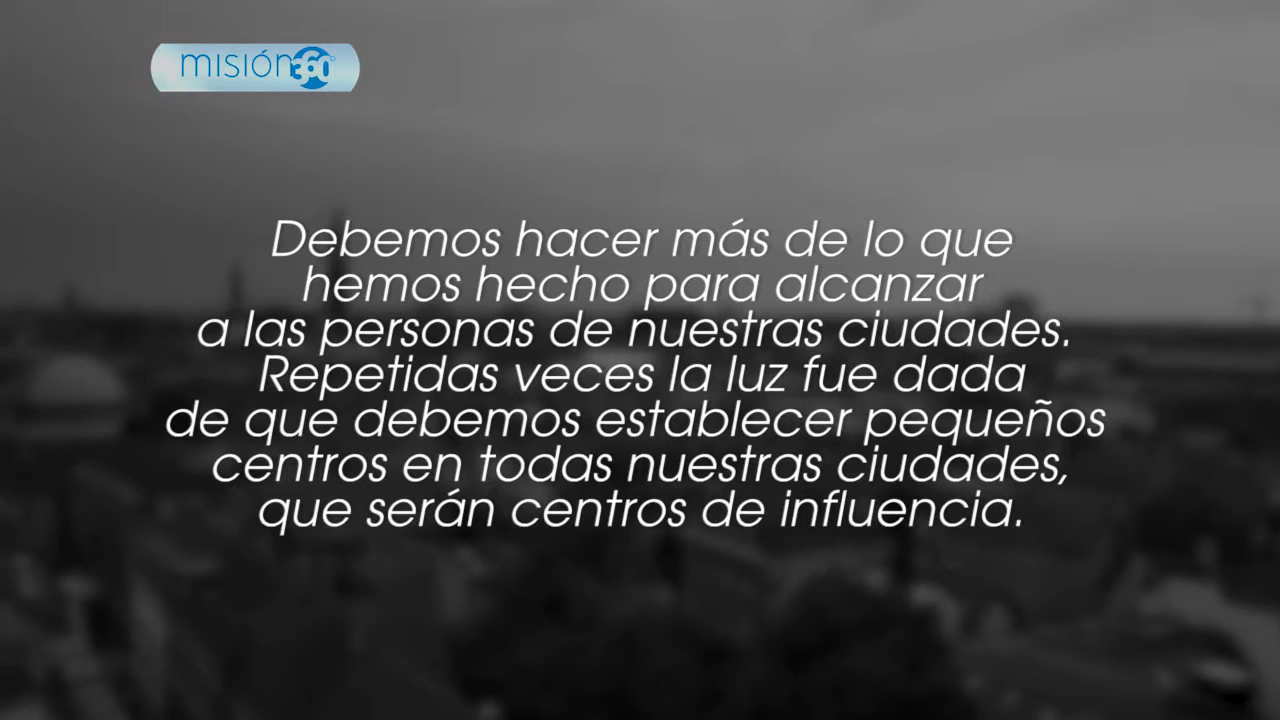 misión360°
Debemos hacer más de lo que
hemos hecho para alcanzar
a las personas de nuestras ciudades.
Repetidas veces la luz fue dada
de que debemos establecer pequeños
centros en todas nuestras ciudades,
que serán centros de influencia.